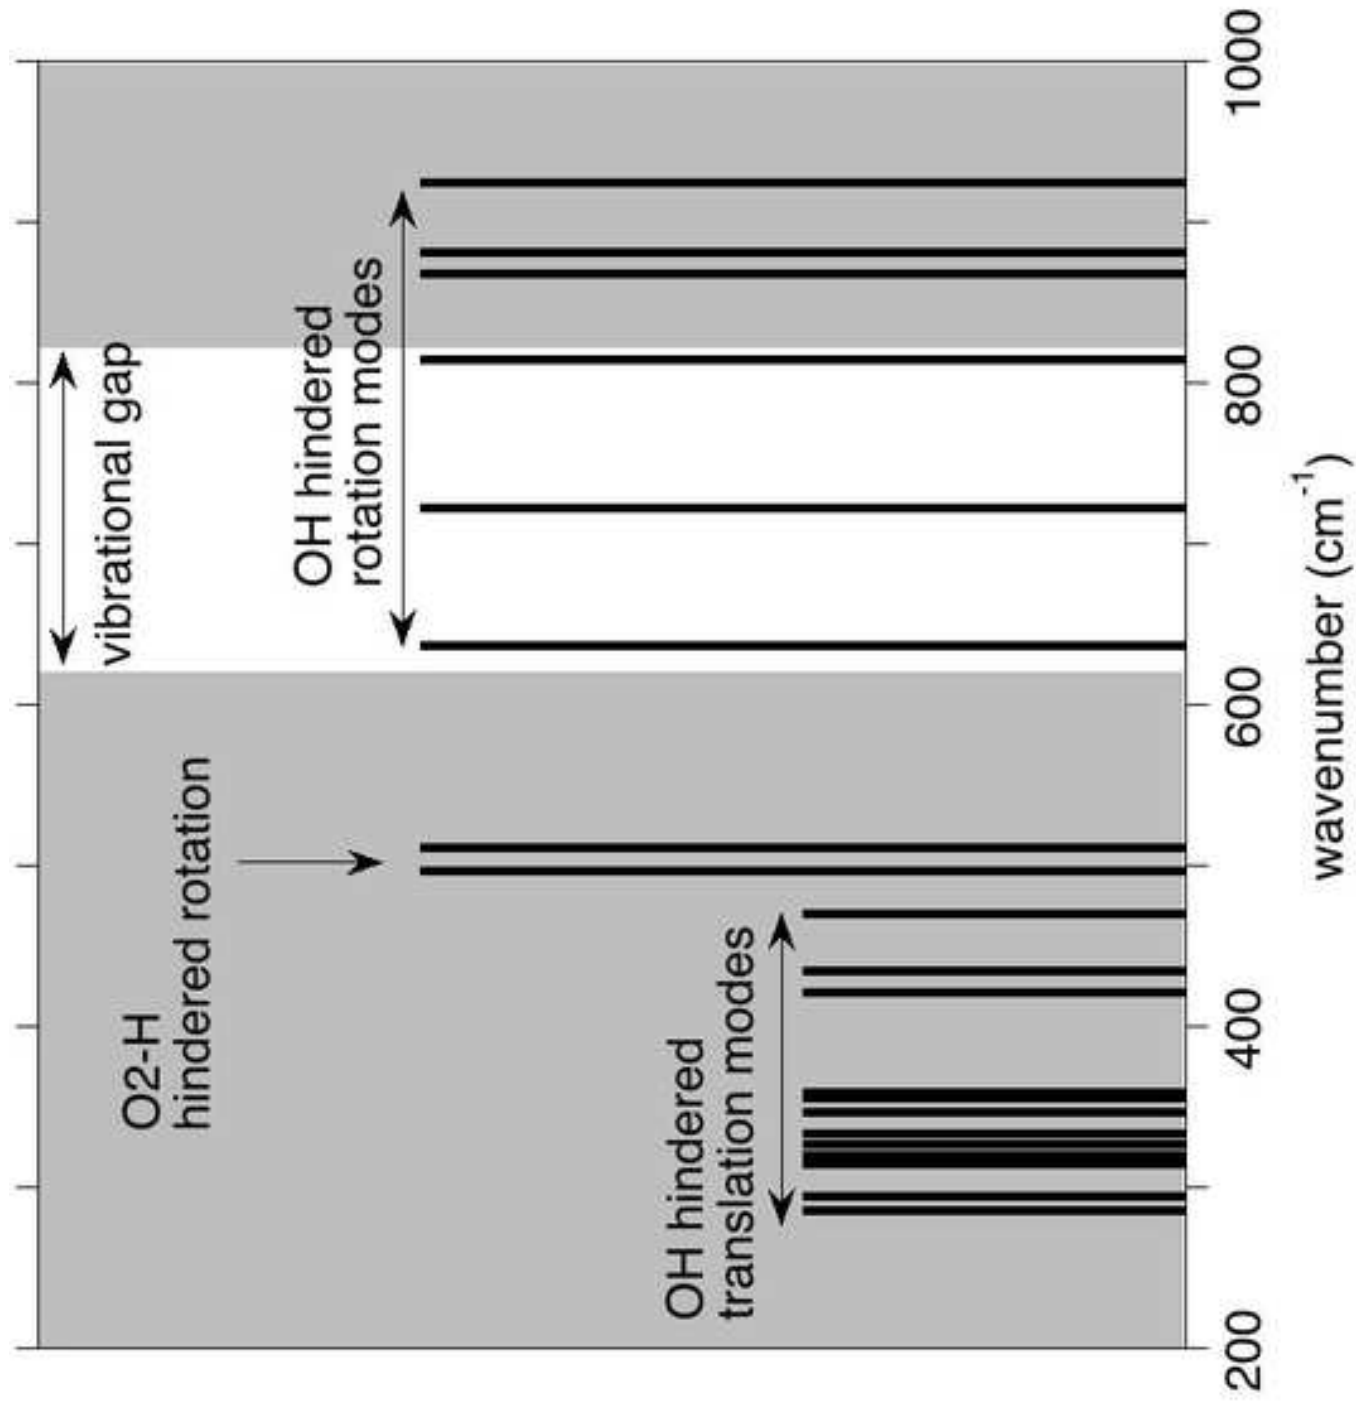 vibrational gap
O2-H
hindered rotation
OH hindered
rotation modes
OH hindered
translation modes
200 400 600 800 1000
wavenumber (cm⁻¹)